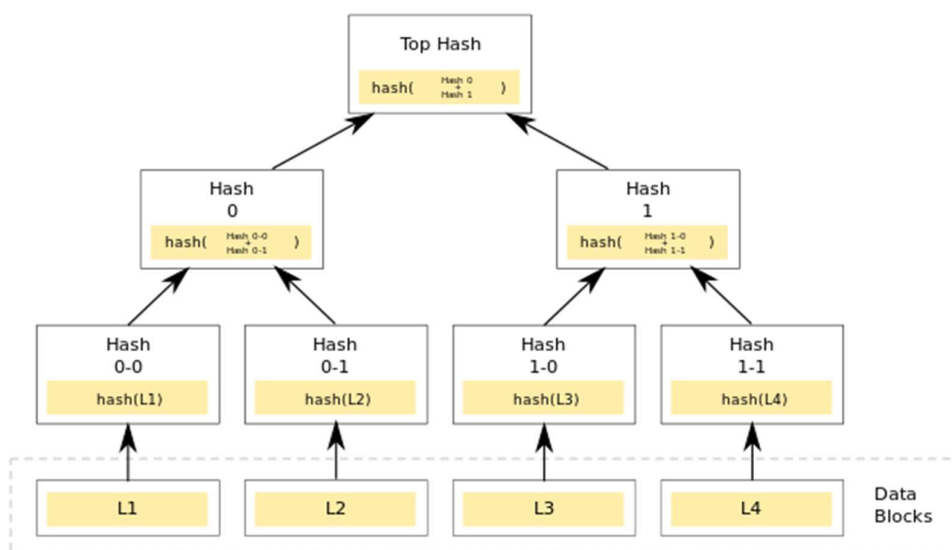 Top Hash
hash( Hash 0 + Hash 1 )
Hash
0
hash( Hash 0-0 + Hash 0-1 )
Hash
1
hash( Hash 1-0 + Hash 1-1 )
Hash
0-0
hash(L1)
Hash
0-1
hash(L2)
Hash
1-0
hash(L3)
Hash
1-1
hash(L4)
L1
L2
L3
L4
Data
Blocks